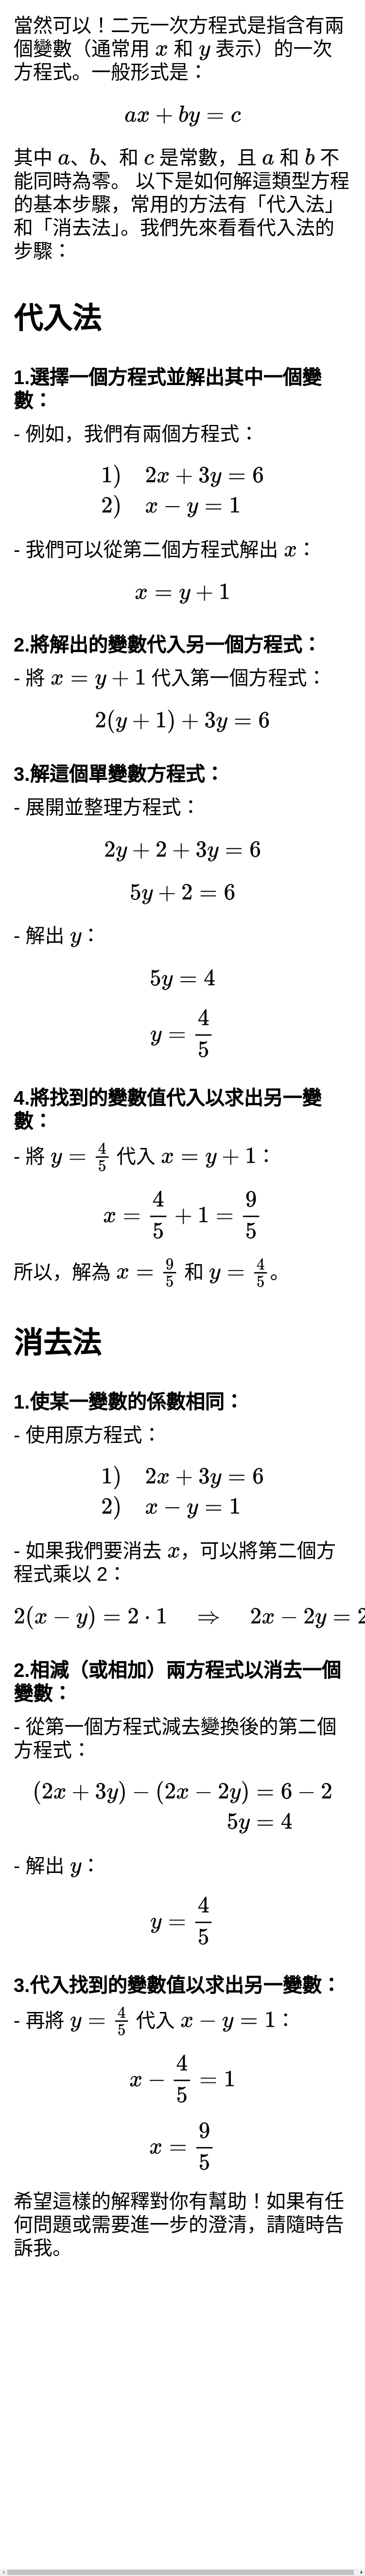 當然可以！二元一次方程式是指含有兩
個變數（通常用 x 和 y 表示）的一次
方程式。一般形式是：
ax + by = c
其中 a、b、和 c 是常數，且 a 和 b 不
能同時為零。 以下是如何解這類型方程
的基本步驟，常用的方法有「代入法」
和「消去法」。我們先來看看代入法的
步驟：
代入法
1.選擇一個方程式並解出其中一個變
數：
- 例如，我們有兩個方程式：
1) 2x + 3y = 6
2) x − y = 1
- 我們可以從第二個方程式解出 x：
x = y + 1
2.將解出的變數代入另一個方程式：
- 將 x = y + 1 代入第一個方程式：
2(y + 1) + 3y = 6
3.解這個單變數方程式：
- 展開並整理方程式：
2y + 2 + 3y = 6
5y + 2 = 6
- 解出 y：
5y = 4
y = 4/5
4.將找到的變數值代入以求出另一變
數：
- 將 y = 4/5 代入 x = y + 1：
x = 4/5 + 1 = 9/5
所以，解為 x = 9/5 和 y = 4/5。
消去法
1.使某一變數的係數相同：
- 使用原方程式：
1) 2x + 3y = 6
2) x − y = 1
- 如果我們要消去 x，可以將第二個方
程式乘以 2：
2(x − y) = 2 · 1 ⇒ 2x − 2y = 2
2.相減（或相加）兩方程式以消去一個
變數：
- 從第一個方程式減去變換後的第二個
方程式：
(2x + 3y) − (2x − 2y) = 6 − 2
5y = 4
- 解出 y：
y = 4/5
3.代入找到的變數值以求出另一變數：
- 再將 y = 4/5 代入 x − y = 1：
x − 4/5 = 1
x = 9/5
希望這樣的解釋對你有幫助！如果有任
何問題或需要進一步的澄清，請隨時告
訴我。